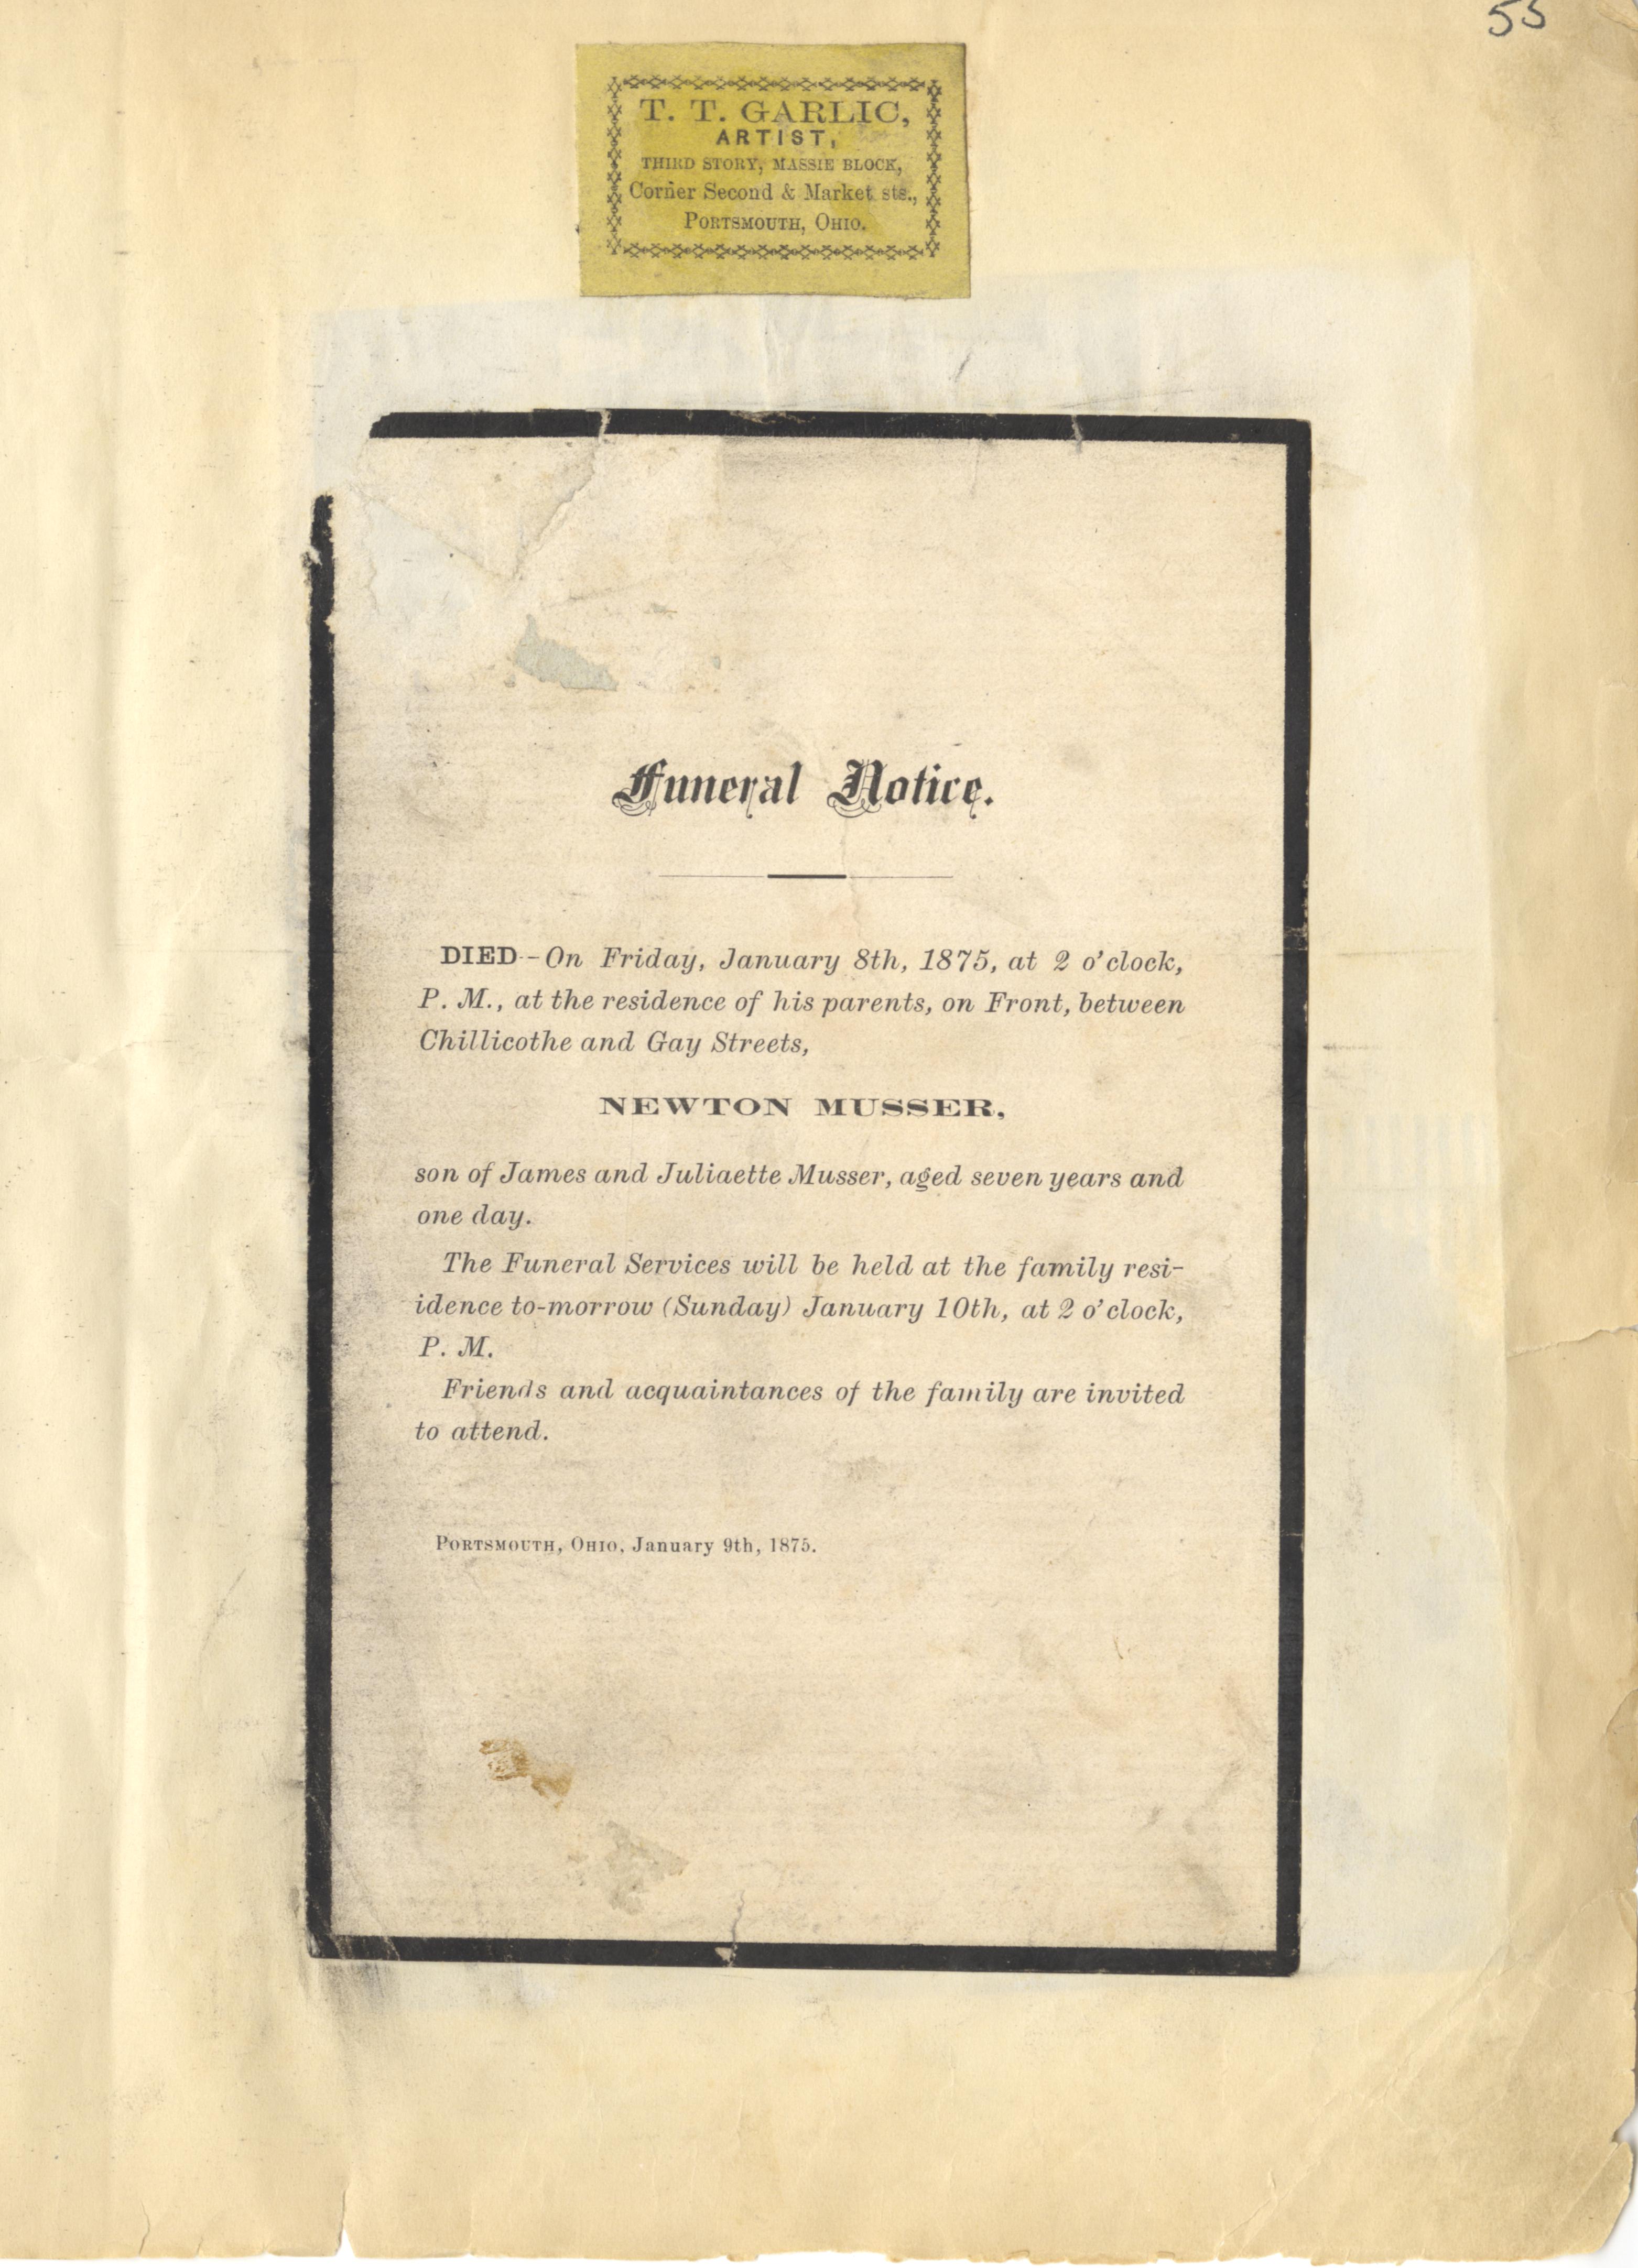 55
T. T. GARLIC,
ARTIST,
THIRD STORY, MASSIE BLOCK,
Corner Second & Market sts.,
PORTSMOUTH, OHIO.
Funeral Notice.
DIED--On Friday, January 8th, 1875, at 2 o'clock,
P. M., at the residence of his parents, on Front, between
Chillicothe and Gay Streets,
NEWTON MUSSER,
son of James and Juliaette Musser, aged seven years and
one day.
The Funeral Services will be held at the family resi-
idence to-morrow (Sunday) January 10th, at 2 o'clock,
P. M.
Friends and acquaintances of the family are invited
to attend.
PORTSMOUTH, OHIO, January 9th, 1875.